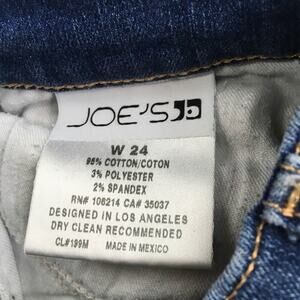 JOE'S
W 24
95% COTTON/COTON
3% POLYESTER
2% SPANDEX
RN# 106214 CA# 35037
DESIGNED IN LOS ANGELES
DRY CLEAN RECOMMENDED
CL#199M MADE IN MEXICO